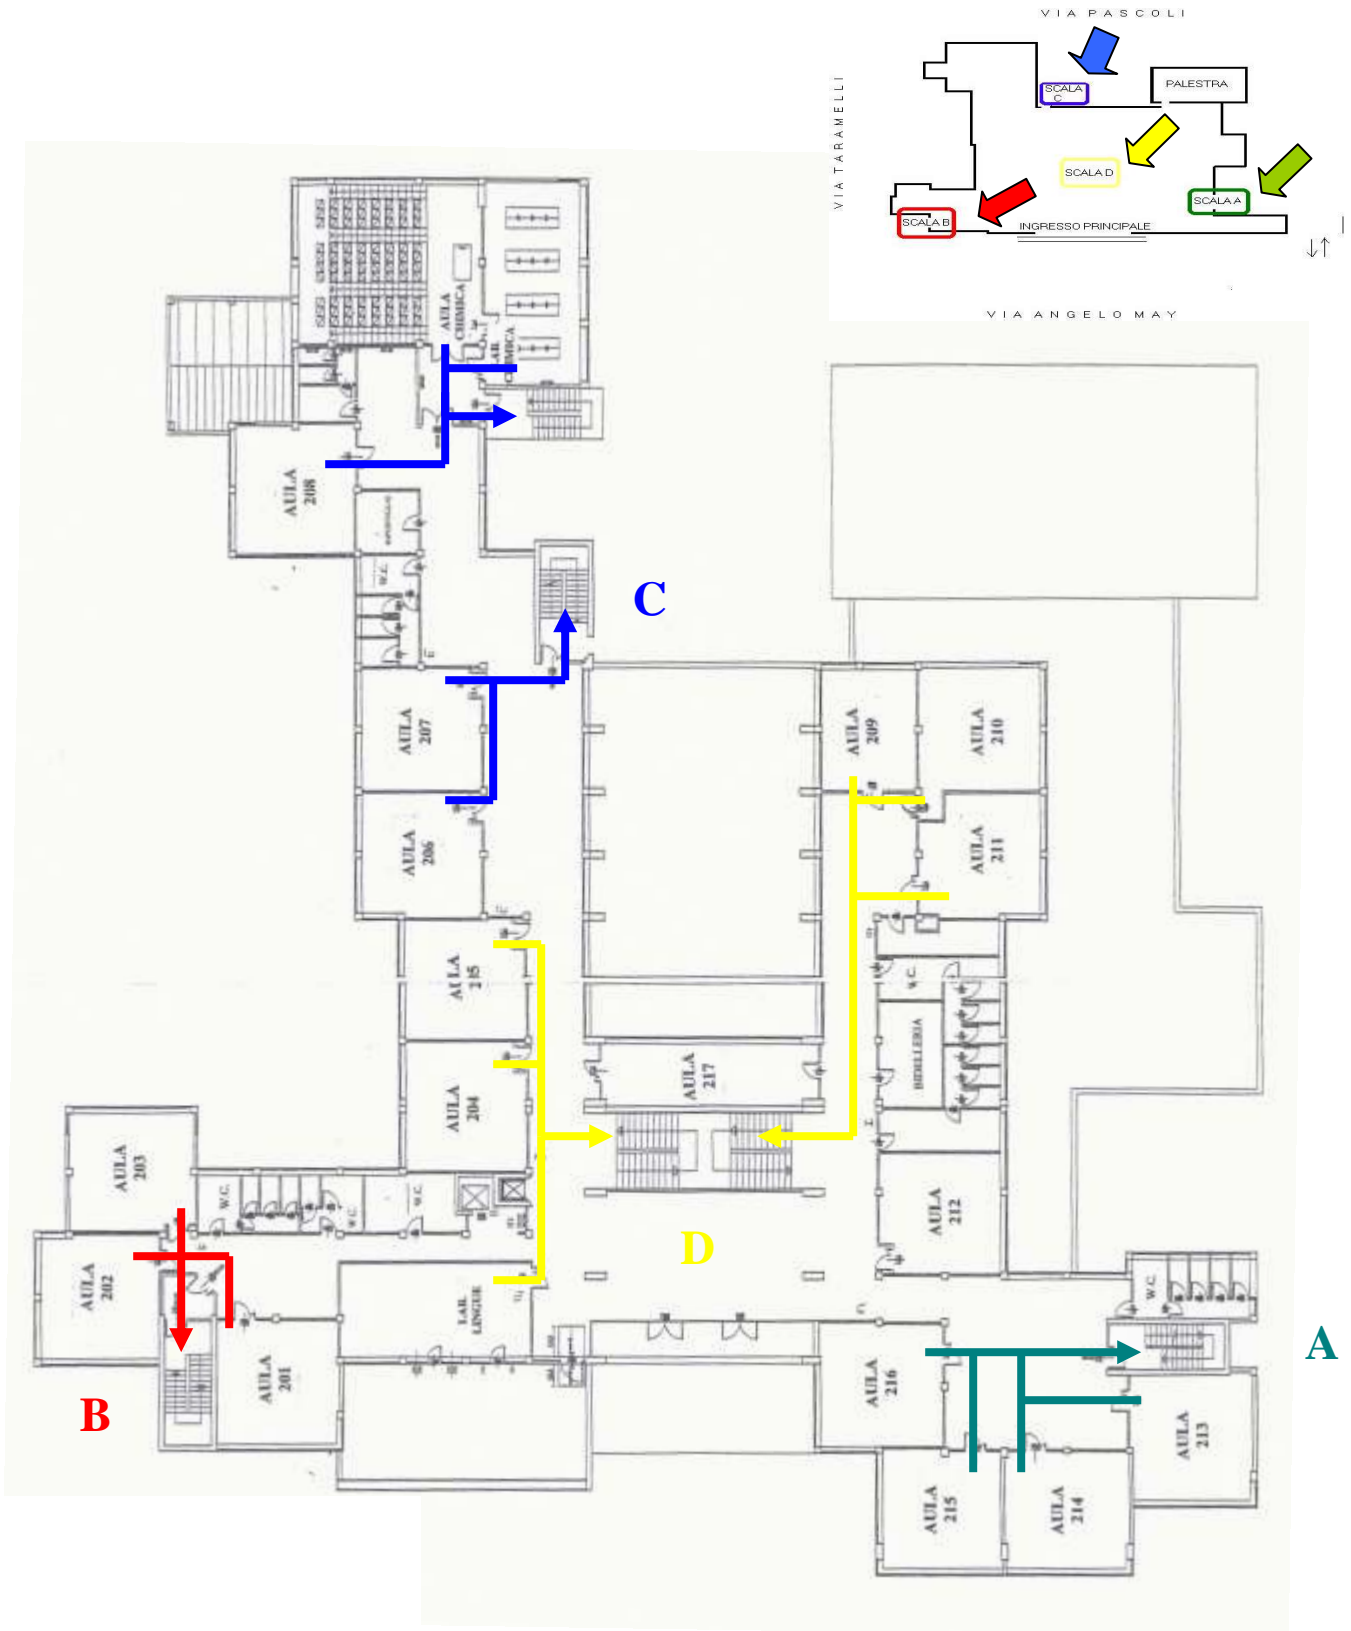 VIA PASCOLI
VIA TARAMELLI
SCALA
C
PALESTRA
SCALA D
SCALA A
SCALA B
INGRESSO PRINCIPALE
VIA ANGELO MAY
AULA
CHIMICA
AULA
208
W.C.
C
AULA
207
AULA
206
AULA
209
AULA
210
AULA
211
AULA
W.C.
BIDELLERIA
AULA
217
AULA
204
AULA
203
W.C.
W.C.
W.C.
AULA
212
D
AULA
202
LAB.
LINGUE
W.C.
A
AULA
201
B
AULA
216
AULA
213
AULA
215
AULA
214